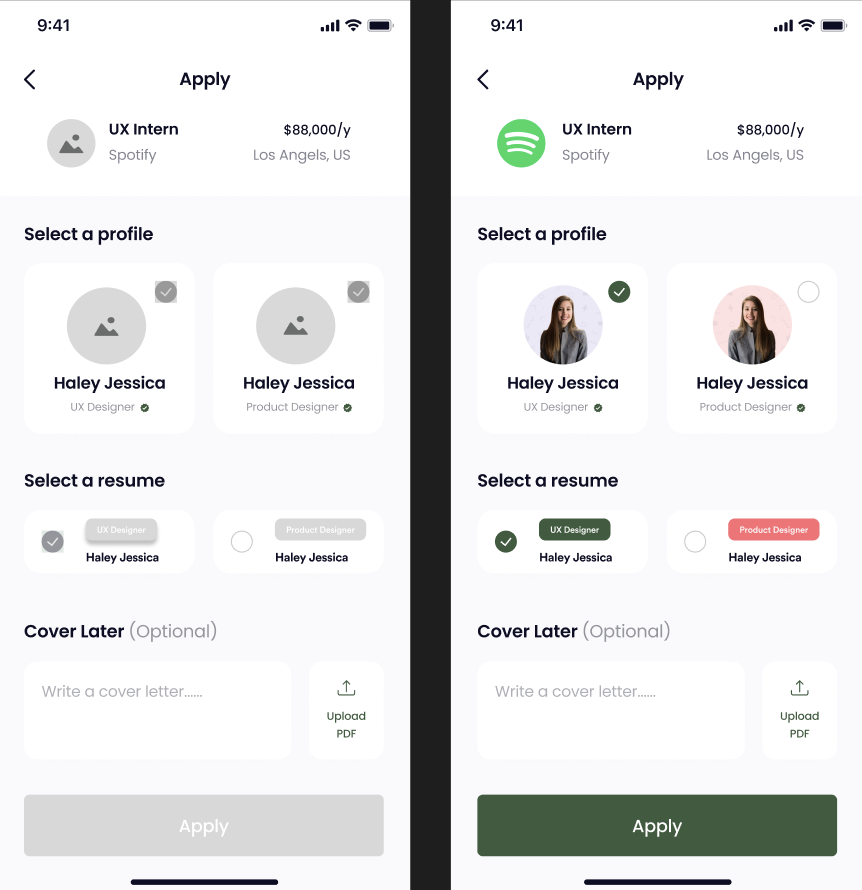 9:41
Apply
UX Intern
$88,000/y
Spotify
Los Angels, US
Select a profile
Haley Jessica
UX Designer
Haley Jessica
Product Designer
Select a resume
UX Designer
Haley Jessica
Product Designer
Haley Jessica
Cover Later (Optional)
Write a cover letter......
Upload
PDF
Apply
9:41
Apply
UX Intern
$88,000/y
Spotify
Los Angels, US
Select a profile
Haley Jessica
UX Designer
Haley Jessica
Product Designer
Select a resume
UX Designer
Haley Jessica
Product Designer
Haley Jessica
Cover Later (Optional)
Write a cover letter......
Upload
PDF
Apply